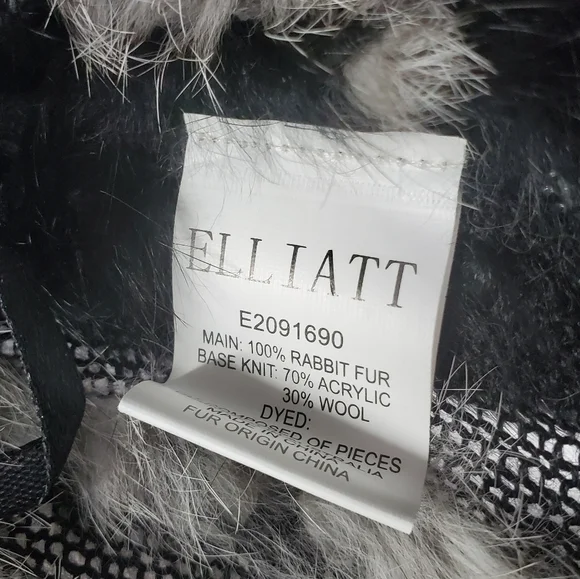 ELLIATT
E2091690
MAIN: 100% RABBIT FUR
BASE KNIT: 70% ACRYLIC
30% WOOL
DYED:
COMPOSED OF PIECES
FUR ORIGIN CHINA